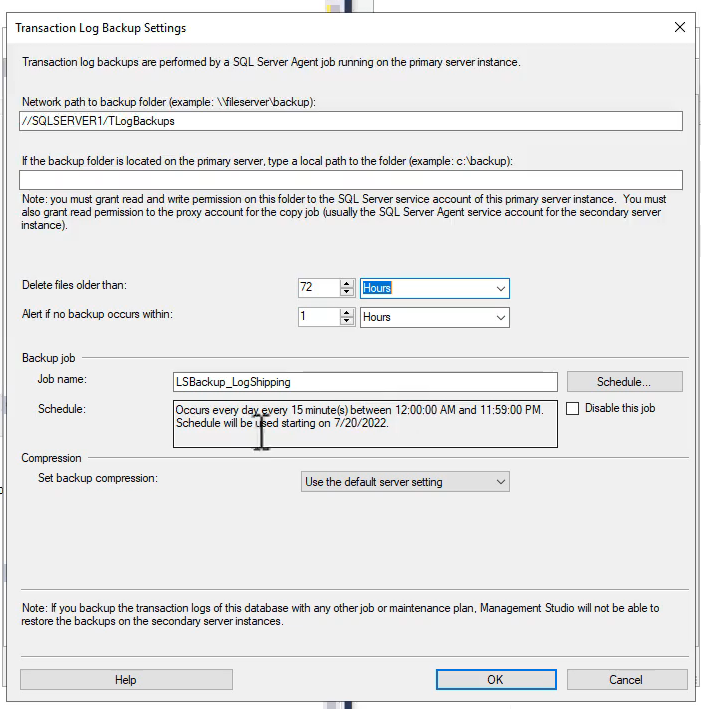 Transaction Log Backup Settings
Transaction log backups are performed by a SQL Server Agent job running on the primary server instance.
Network path to backup folder (example: \\fileserver\backup):
//SQLSERVER1/TLogBackups
If the backup folder is located on the primary server, type a local path to the folder (example: c:\backup):
Note: you must grant read and write permission on this folder to the SQL Server service account of this primary server instance. You must
also grant read permission to the proxy account for the copy job (usually the SQL Server Agent service account for the secondary server
instance).
Delete files older than: 72 Hours
Alert if no backup occurs within: 1 Hours
Backup job
Job name: LSBackup_LogShipping Schedule...
Schedule: Occurs every day every 15 minute(s) between 12:00:00 AM and 11:59:00 PM. Disable this job
Schedule will be used starting on 7/20/2022.
Compression
Set backup compression: Use the default server setting
Note: If you backup the transaction logs of this database with any other job or maintenance plan, Management Studio will not be able to
restore the backups on the secondary server instances.
Help OK Cancel